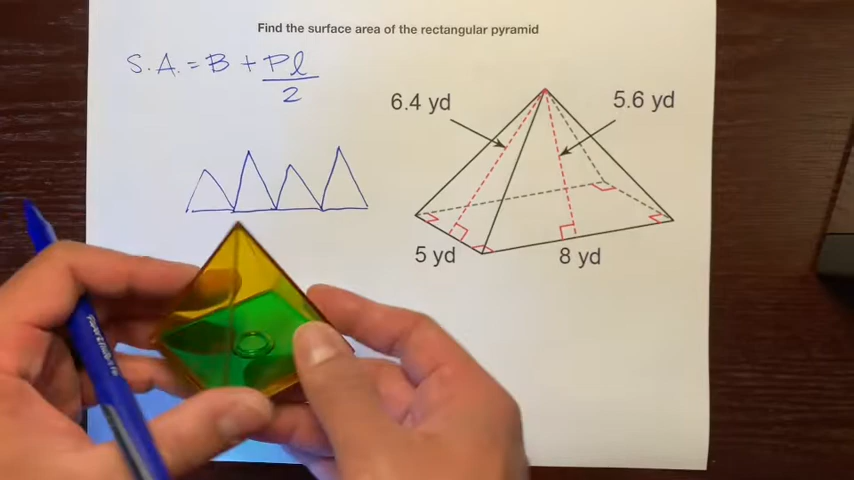 Find the surface area of the rectangular pyramid
S.A. = B + Pl
2
6.4 yd
5.6 yd
5 yd
8 yd